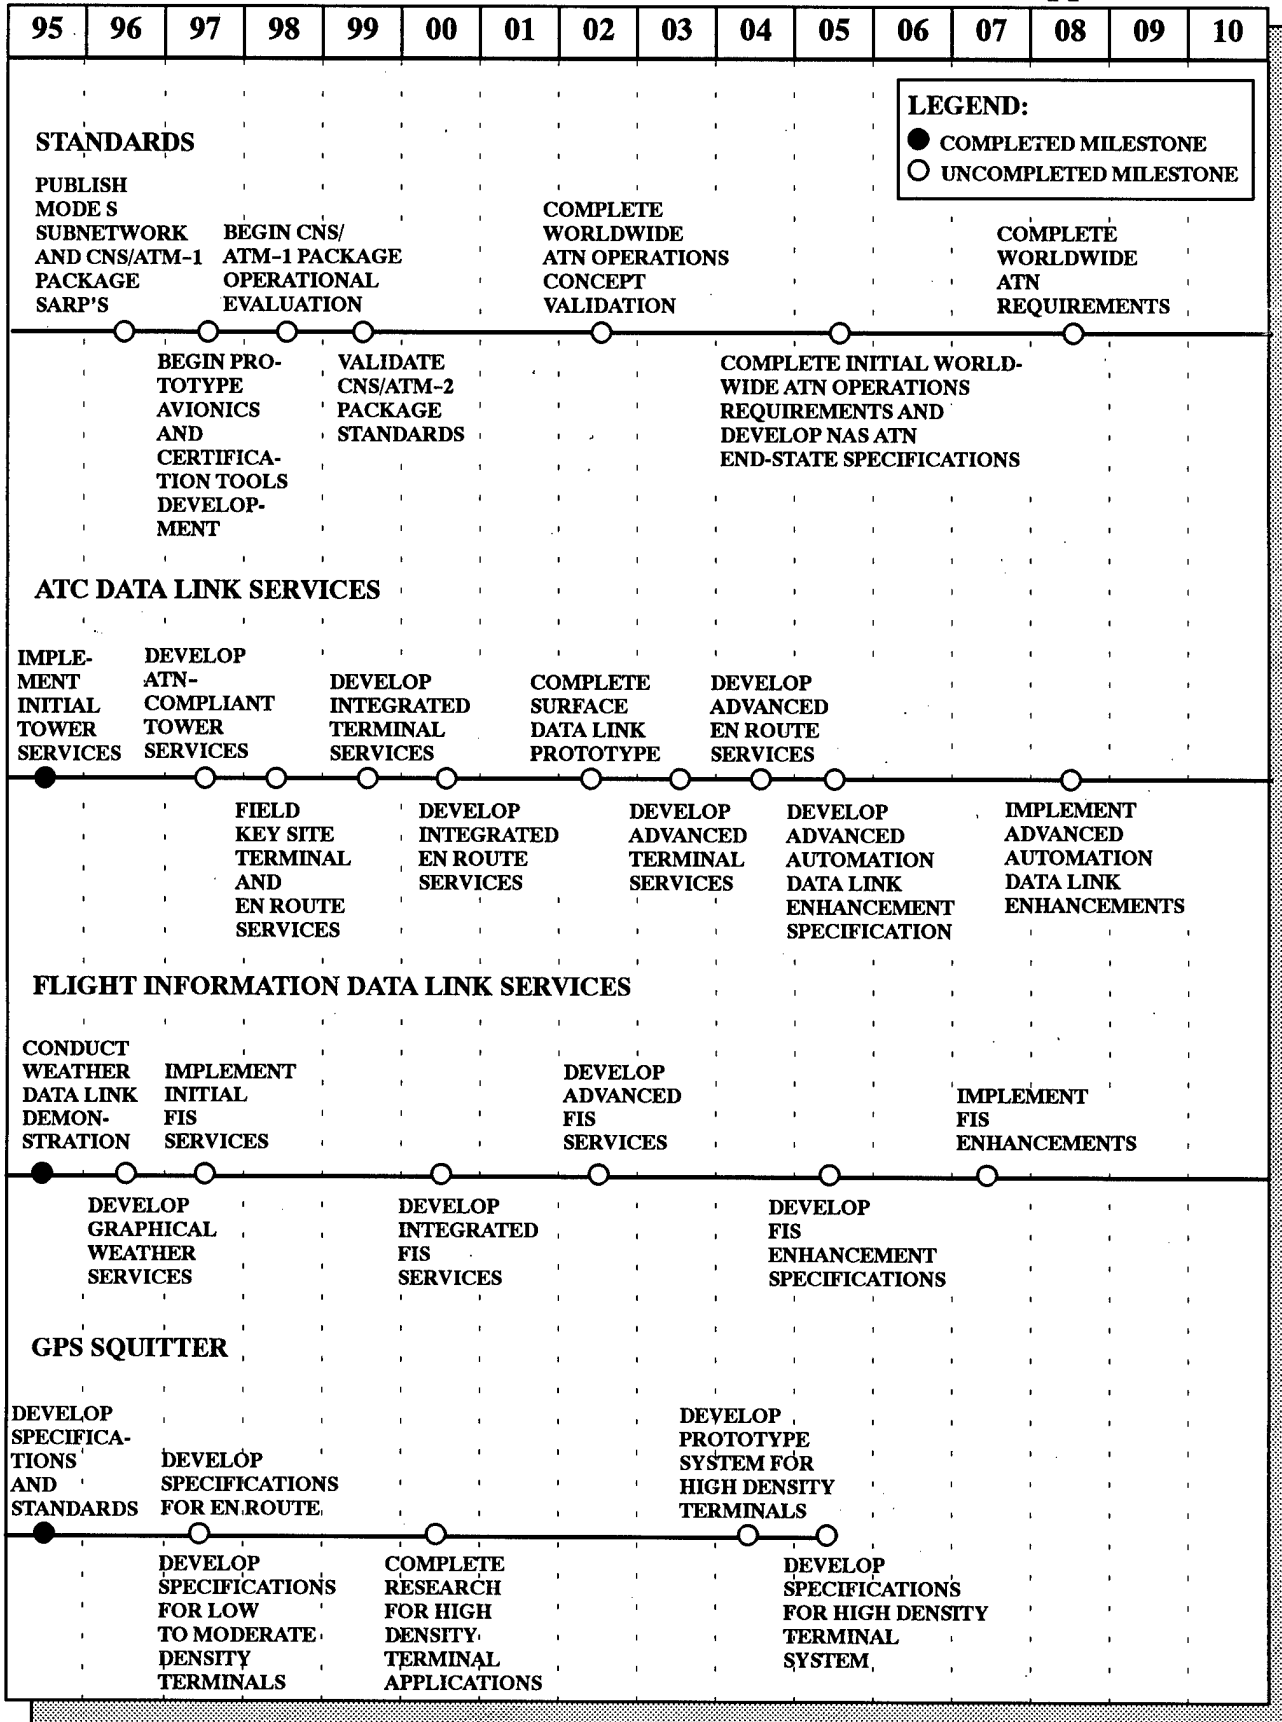 95 96 97 98 99 00 01 02 03 04 05 06 07 08 09 10
LEGEND:
COMPLETED MILESTONE
UNCOMPLETED MILESTONE
STANDARDS
PUBLISH
MODE S
SUBNETWORK
AND CNS/ATM-1
PACKAGE
SARP'S
BEGIN CNS/
ATM-1 PACKAGE
OPERATIONAL
EVALUATION
COMPLETE
WORLDWIDE
ATN OPERATIONS
CONCEPT
VALIDATION
COMPLETE
WORLDWIDE
ATN
REQUIREMENTS
BEGIN PRO-
TOTYPE
AVIONICS
AND
CERTIFICA-
TION TOOLS
DEVELOP-
MENT
VALIDATE
CNS/ATM-2
PACKAGE
STANDARDS
COMPLETE INITIAL WORLD-
WIDE ATN OPERATIONS
REQUIREMENTS AND
DEVELOP NAS ATN
END-STATE SPECIFICATIONS
ATC DATA LINK SERVICES
IMPLE-
MENT
INITIAL
TOWER
SERVICES
DEVELOP
ATN-
COMPLIANT
TOWER
SERVICES
DEVELOP
INTEGRATED
TERMINAL
SERVICES
COMPLETE
SURFACE
DATA LINK
PROTOTYPE
DEVELOP
ADVANCED
EN ROUTE
SERVICES
FIELD
KEY SITE
TERMINAL
AND
EN ROUTE
SERVICES
DEVELOP
INTEGRATED
EN ROUTE
SERVICES
DEVELOP
ADVANCED
TERMINAL
SERVICES
DEVELOP
ADVANCED
AUTOMATION
DATA LINK
ENHANCEMENT
SPECIFICATION
IMPLEMENT
ADVANCED
AUTOMATION
DATA LINK
ENHANCEMENTS
FLIGHT INFORMATION DATA LINK SERVICES
CONDUCT
WEATHER
DATA LINK
DEMON-
STRATION
IMPLEMENT
INITIAL
FIS
SERVICES
DEVELOP
ADVANCED
FIS
SERVICES
IMPLEMENT
FIS
ENHANCEMENTS
DEVELOP
GRAPHICAL
WEATHER
SERVICES
DEVELOP
INTEGRATED
FIS
SERVICES
DEVELOP
FIS
ENHANCEMENT
SPECIFICATIONS
GPS SQUITTER
DEVELOP
SPECIFICA-
TIONS
AND
STANDARDS
DEVELOP
SPECIFICATIONS
FOR EN ROUTE
DEVELOP
PROTOTYPE
SYSTEM FOR
HIGH DENSITY
TERMINALS
DEVELOP
SPECIFICATIONS
FOR LOW
TO MODERATE
DENSITY
TERMINALS
COMPLETE
RESEARCH
FOR HIGH
DENSITY
TERMINAL
APPLICATIONS
DEVELOP
SPECIFICATIONS
FOR HIGH DENSITY
TERMINAL
SYSTEM